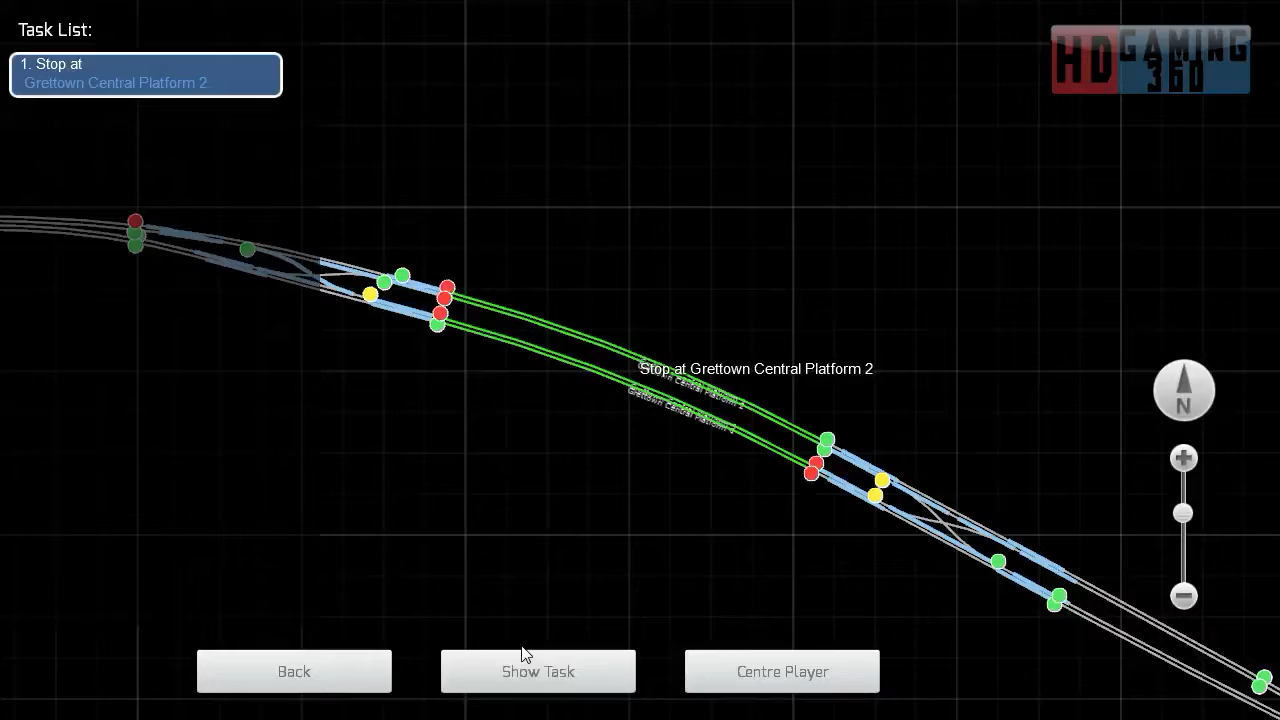 Task List:
1. Stop at
Grettown Central Platform 2
HD GAMING
360
Stop at Grettown Central Platform 2
Grettown Central Platform 2
N
Back
Show Task
Centre Player